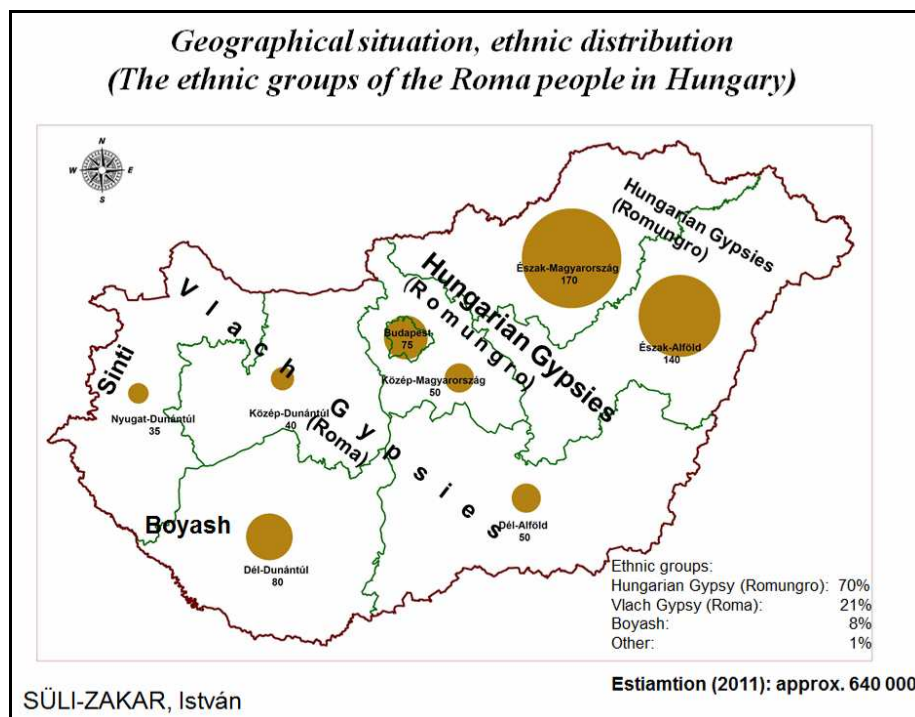 Geographical situation, ethnic distribution
(The ethnic groups of the Roma people in Hungary)
N
W
E
S
Hungarian Gypsies
(Romungro)
Észak-Magyarország
170
Észak-Alföld
140
Hungarian Gypsies
(Romungro)
Budapest
75
Közép-Magyarország
50
Vlach Gypsies
(Roma)
Sinti
Nyugat-Dunántúl
35
Közép-Dunántúl
40
Boyash
Dél-Dunántúl
80
Dél-Alföld
50
Ethnic groups:
Hungarian Gypsy (Romungro): 70%
Vlach Gypsy (Roma): 21%
Boyash: 8%
Other: 1%
Estiamtion (2011): approx. 640 000
SÜLI-ZAKAR, István